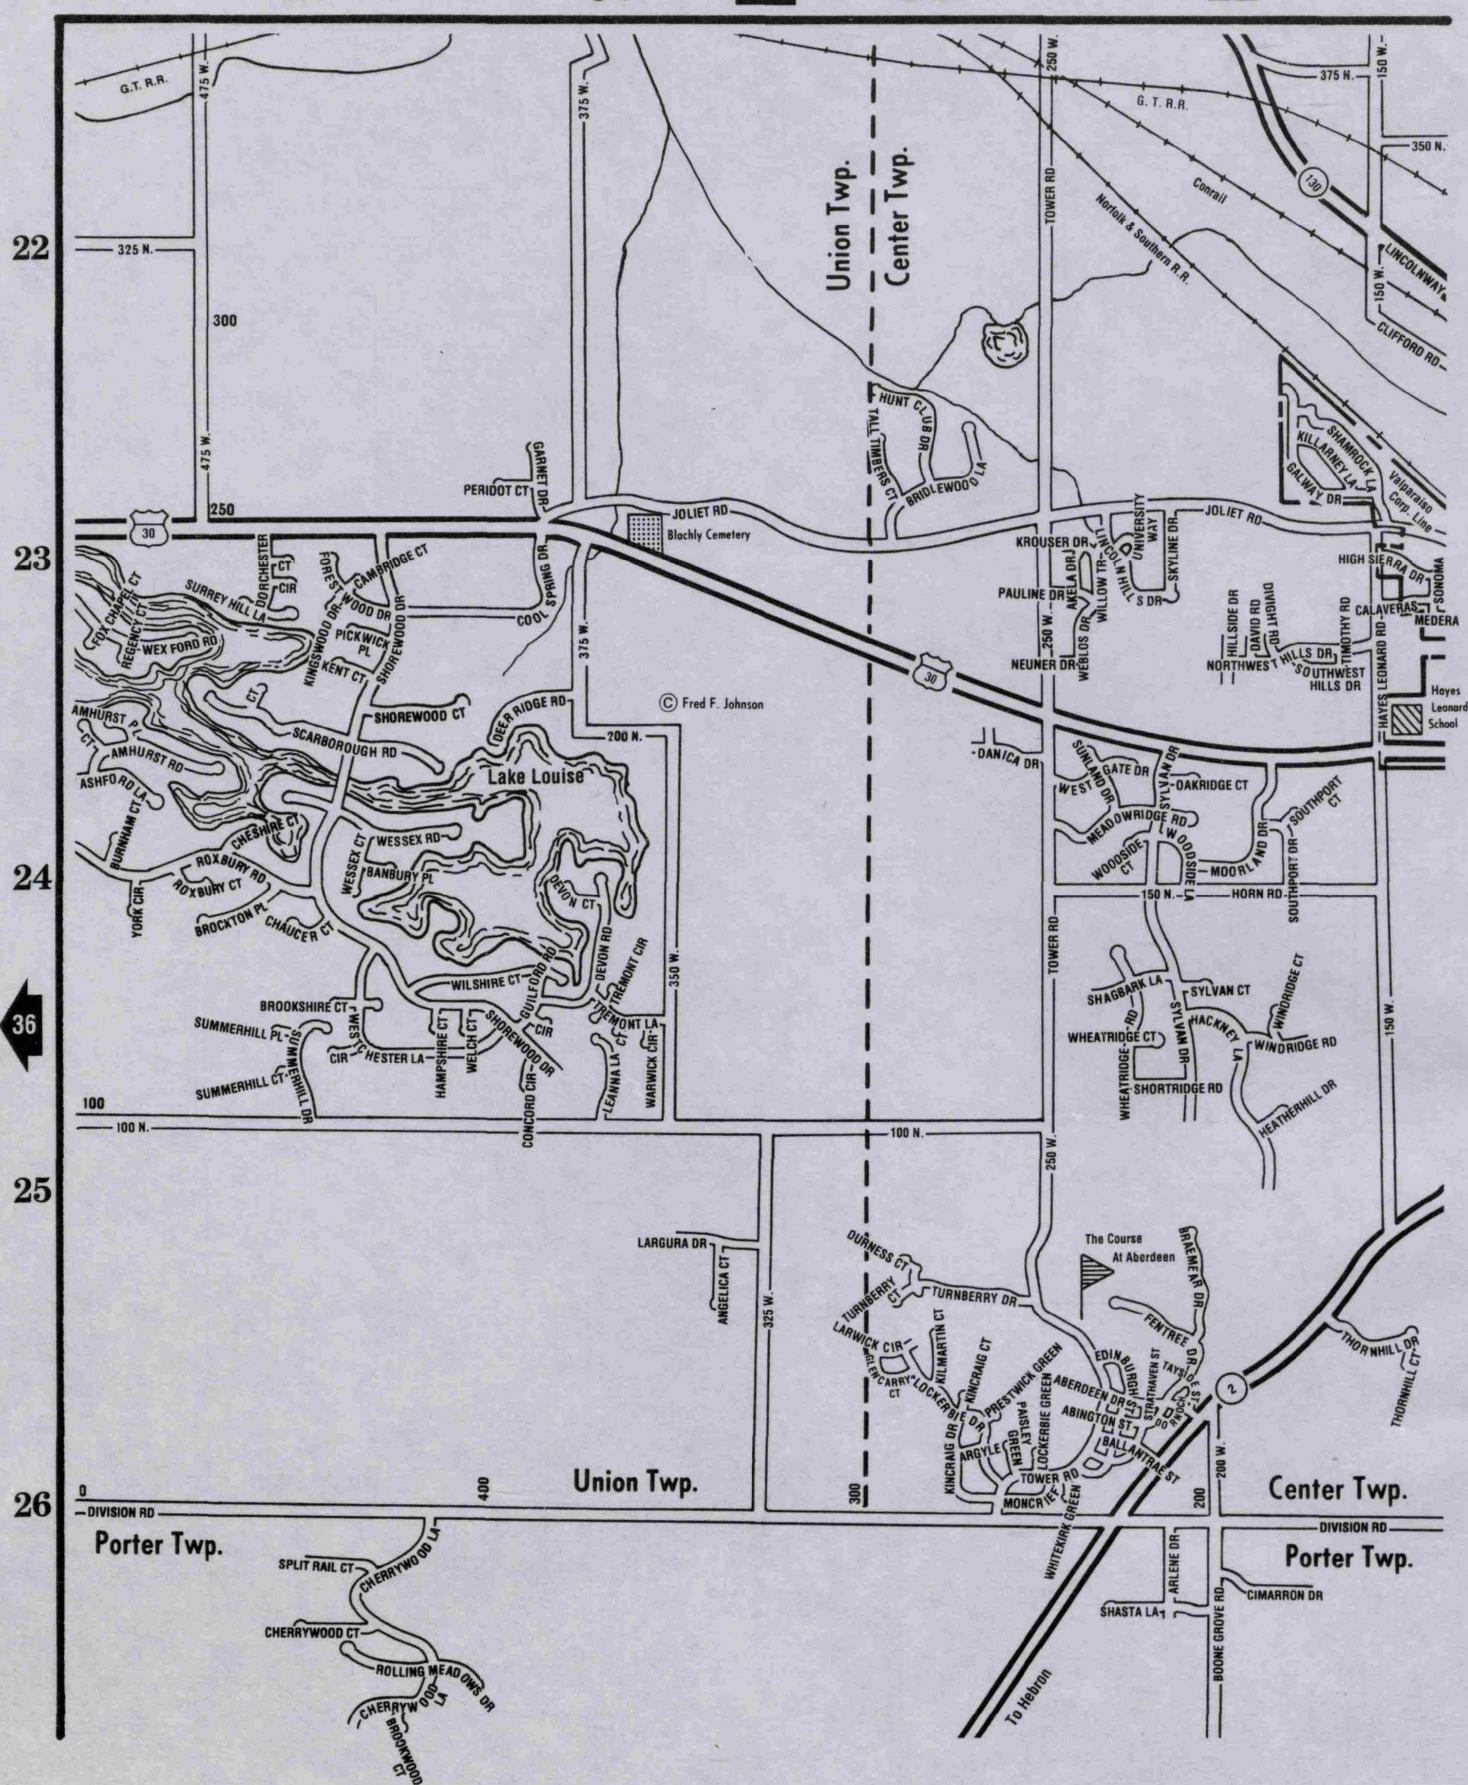 G.T. R.R.
475 W.
375 W.
250 W.
150 W.
375 N.
G. T. R.R.
350 N.
130
Conrail
Norfolk & Southern R.R.
TOWER RD
Union Twp.
Center Twp.
22
325 N.
LINCOLNWAY
150 W.
300
CLIFFORD RD
HUNT CLUB DR
TALL TIMBERS CT
BRIDLEWOOD LA
SHAMROCK LA
KILLARNEY LA
GALWAY DR
Valparaiso
Corp. Line
475 W.
GARNET DR
PERIDOT CT
250
30
JOLIET RD
Blachly Cemetery
UNIVERSITY
WAY
JOLIET RD
23
KROUSER DR
LINCOLN HILLS DR
SKYLINE DR
HIGH SIERRA DR
SONOMA
DORCHESTER
CT
CIR
FOREST
WOOD DR
CAMBRIDGE CT
COOL SPRING DR
FOX CHAPEL CT
REGENCY CT
WEX FORD RD
SURREY HILL LA
KINGSWOOD DR
PICKWICK
PL
SHOREWOOD DR
KENT CT
375 W.
PAULINE DR
AKELA DR
WILLOW TR
WEBLOS DR
250 W.
NEUNER DR
HILLSIDE DR
DAVID RD
DWIGHT RD
TIMOTHY RD
CALAVERAS
MEDERA
NORTHWEST HILLS DR
SOUTHWEST
HILLS DR
HAYES LEONARD RD
Hayes
Leonard
School
30
© Fred F. Johnson
CT
SHOREWOOD CT
DEER RIDGE RD
200 N.
AMHURST PL
CT
AMHURST RD
SCARBOROUGH RD
Lake Louise
ASHFORD LA
DANICA DR
SUNLAND DR
WEST GATE DR
SYLVAN DR
OAKRIDGE CT
SOUTHPORT
CT
MEADOWRIDGE RD
BURNHAM CT
CHESHIRE CT
WESSEX RD
WESSEX CT
BANBURY PL
WOODSIDE
CT
WOODSIDE LA
MOORLAND DR
SOUTHPORT DR
24
ROXBURY RD
ROXBURY CT
DEVON CT
150 N.
HORN RD
YORK CIR
BROCKTON PL
CHAUCER CT
TOWER RD
350 W.
DEVON RD
TREMONT CIR
WILSHIRE CT
GUILFORD RD
SHAGBARK LA
SYLVAN CT
WINDRIDGE CT
36
BROOKSHIRE CT
SUMMERHILL PL
SUMMERHILL DR
SUMMERHILL CT
WESTCHESTER LA
CIR
HAMPSHIRE CT
WELCH CT
SHOREWOOD DR
CIR
TREMONT LA
CT
LEANNA LA
WARWICK CIR
CONCORD CIR
WHEATRIDGE RD
WHEATRIDGE CT
SYLVAN DR
HACKNEY LA
WINDRIDGE RD
SHORTRIDGE RD
HEATHERHILL DR
150 W.
100
100 N.
100 N.
250 W.
25
LARGURA DR
ANGELICA CT
325 W.
DURNESS CT
TURNBERRY
CT
TURNBERRY DR
The Course
At Aberdeen
BRAEMEAR DR
FENTREE DR
THORNHILL DR
THORNHILL CT
LARWICK CIR
GLENCARRY
CT
KILMARTIN CT
LOCKERBIE DR
KINCRAIG CT
PRESTWICK GREEN
EDINBURGH ST
STRATHAVEN ST
TAYSIDE ST
ABERDEEN DR
ABINGTON ST
DORNOCH
DO
BALLANTRAE ST
2
KINCRAIG DR
ARGYLE
PAISLEY
GREEN
LOCKERBIE GREEN
TOWER RD
MONCRIEF
WHITEKIRK GREEN
200 W.
200
26
0
400
Union Twp.
300
Center Twp.
DIVISION RD
DIVISION RD
Porter Twp.
Porter Twp.
SPLIT RAIL CT
CHERRYWOOD LA
ARLENE DR
CIMARRON DR
SHASTA LA
BOONE GROVE RD
CHERRYWOOD CT
ROLLING MEADOWS DR
CHERRYWOOD
LA
BROOKWOOD
CT
To Hebron